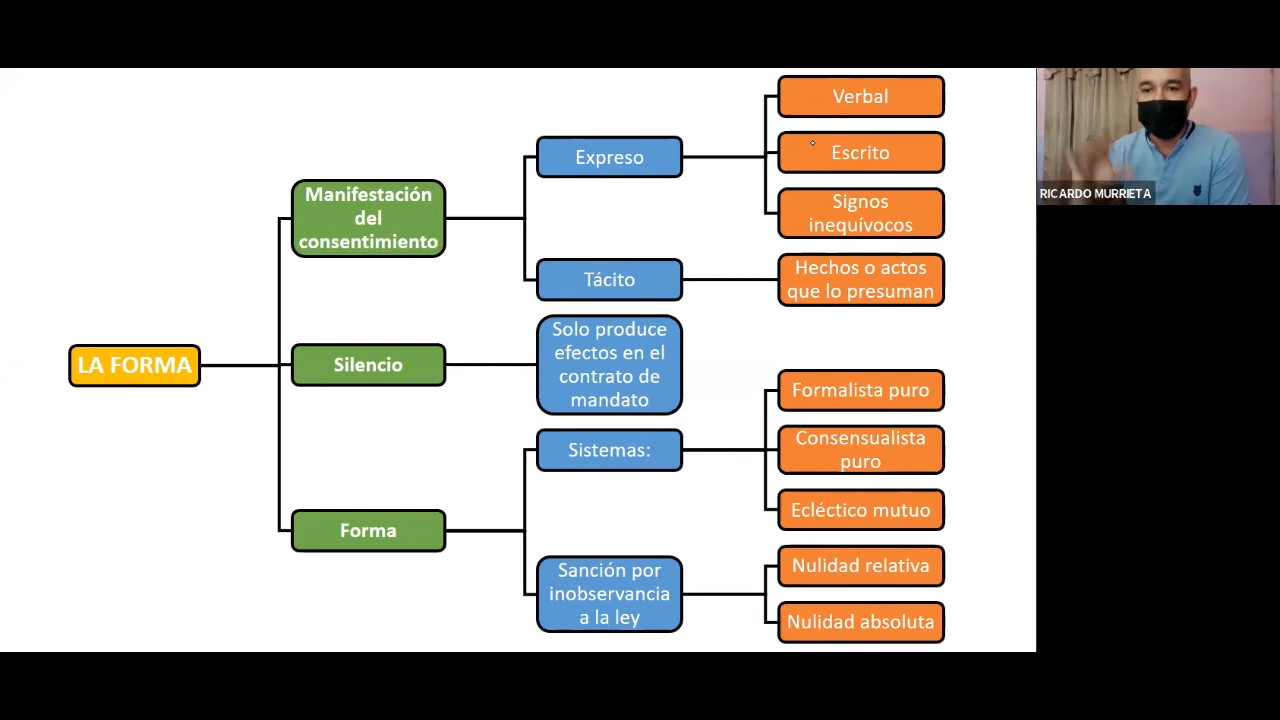 LA FORMA
Manifestación
del
consentimiento
Expreso
Verbal
Escrito
Signos
inequívocos
Tácito
Hechos o actos
que lo presuman
Silencio
Solo produce
efectos en el
contrato de
mandato
Forma
Sistemas:
Formalista puro
Consensualista
puro
Ecléctico mutuo
Sanción por
inobservancia
a la ley
Nulidad relativa
Nulidad absoluta
RICARDO MURRIETA